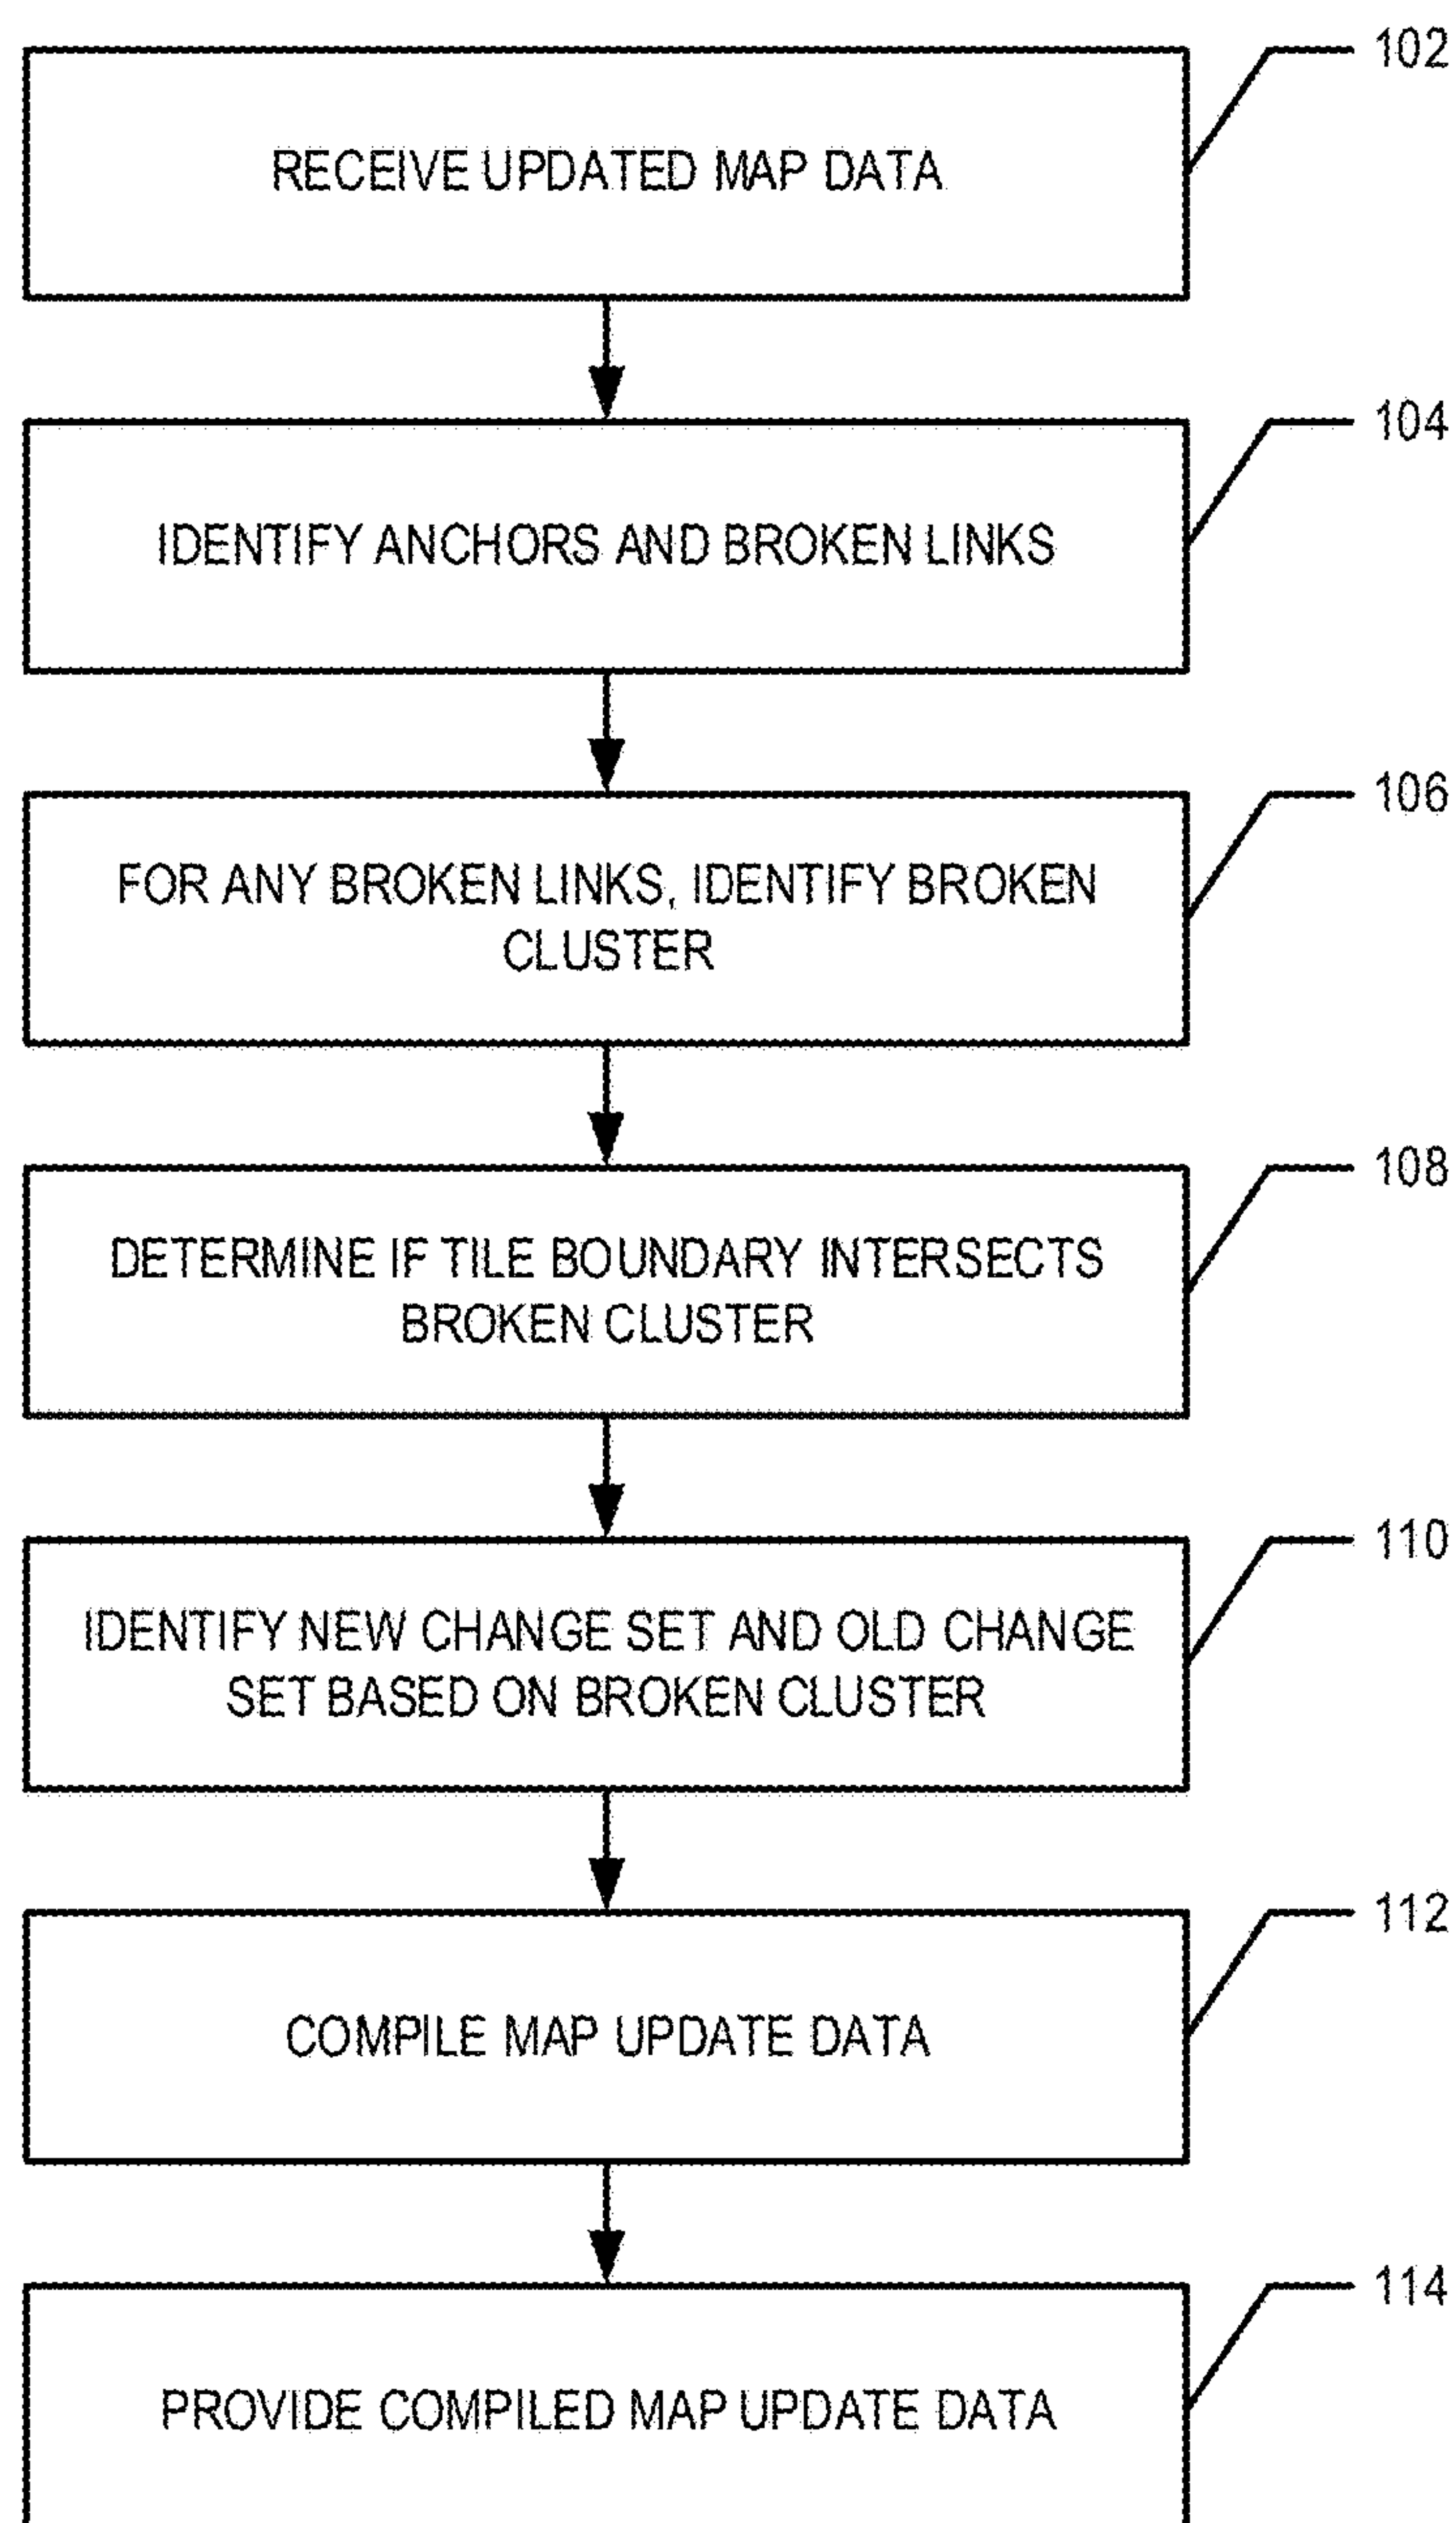 102
RECEIVE UPDATED MAP DATA
104
IDENTIFY ANCHORS AND BROKEN LINKS
106
FOR ANY BROKEN LINKS, IDENTIFY BROKEN
CLUSTER
108
DETERMINE IF TILE BOUNDARY INTERSECTS
BROKEN CLUSTER
110
IDENTIFY NEW CHANGE SET AND OLD CHANGE
SET BASED ON BROKEN CLUSTER
112
COMPILE MAP UPDATE DATA
114
PROVIDE COMPILED MAP UPDATE DATA